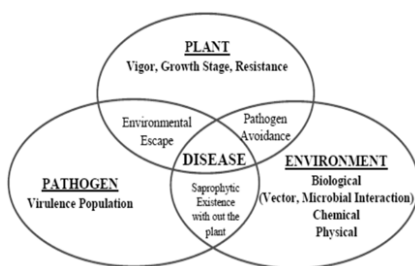 PLANT
Vigor, Growth Stage, Resistance
Environmental
Escape
Pathogen
Avoidance
DISEASE
PATHOGEN
Virulence Population
Saprophytic
Existence
with out the
plant
ENVIRONMENT
Biological
(Vector, Microbial Interaction)
Chemical
Physical